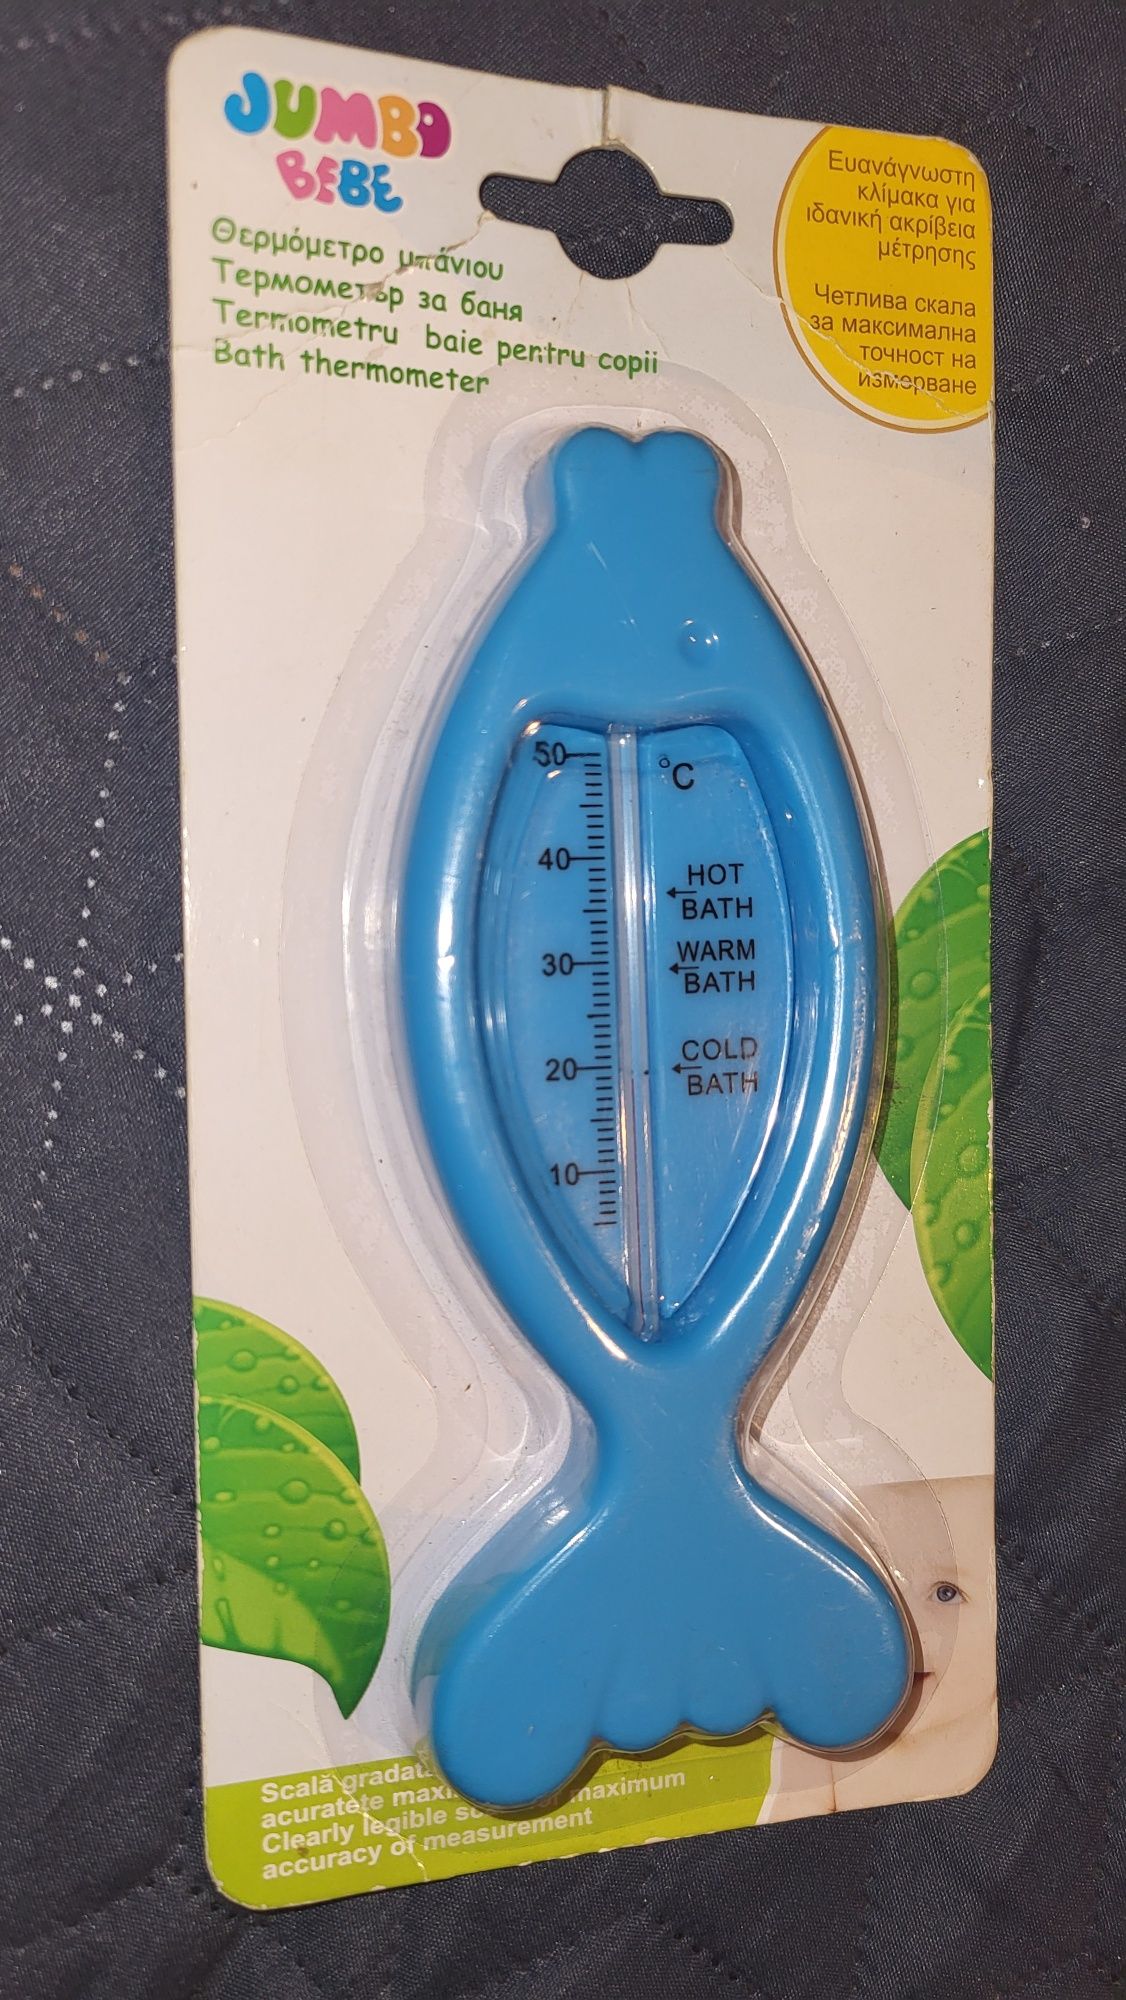 JUMBO
BEBE
Θερμόμετρο μπάνιου
Термометър за баня
Termometru baie pentru copii
Bath thermometer
Ευανάγνωστη
κλίμακα για
ιδανική ακρίβεια
μέτρησης
Четлива скала
за максимална
точност на
измерване
50
°C
40
HOT
BATH
30
WARM
BATH
20
COLD
BATH
10
Scală
acuratețe
Clearly legible maximum
accuracy of measurement